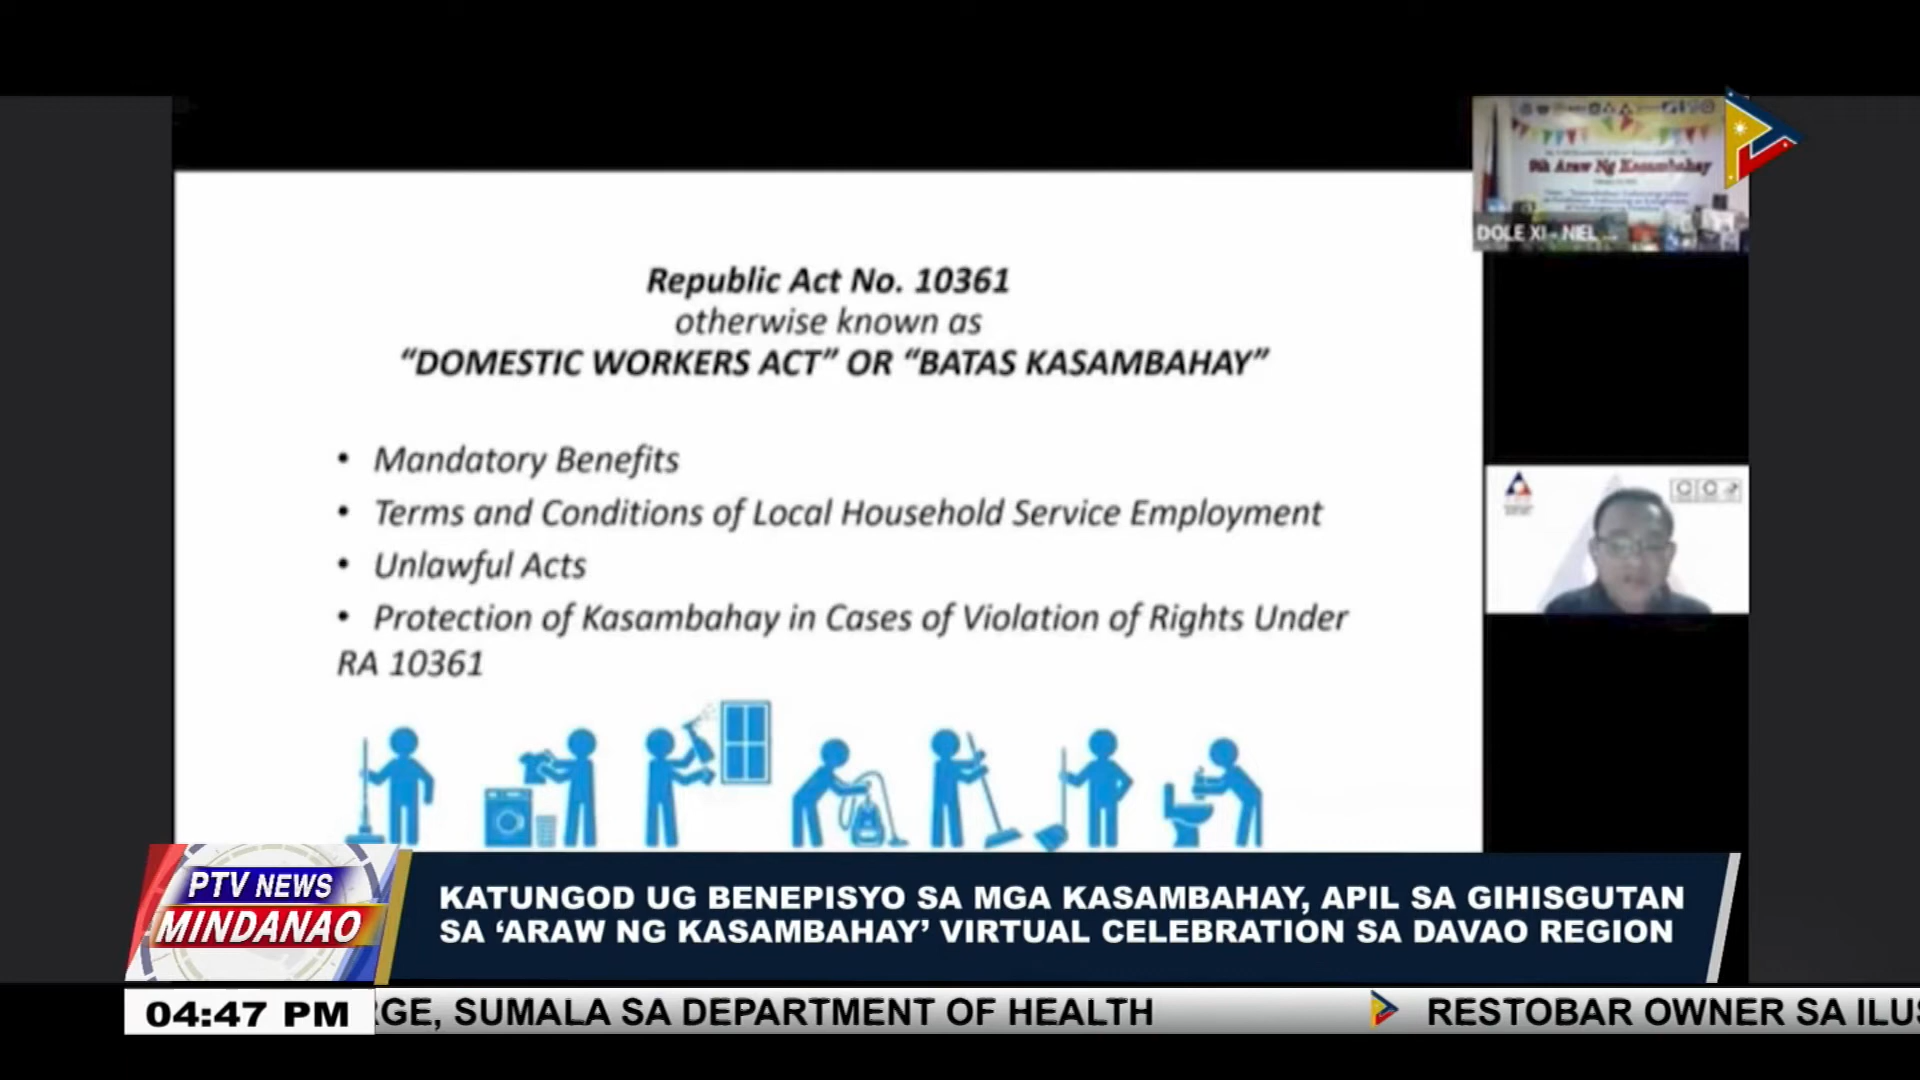 9th Araw Ng Kasambahay
DOLE XI - NIEL ...
Republic Act No. 10361
otherwise known as
“DOMESTIC WORKERS ACT” OR “BATAS KASAMBAHAY”
• Mandatory Benefits
• Terms and Conditions of Local Household Service Employment
• Unlawful Acts
• Protection of Kasambahay in Cases of Violation of Rights Under
RA 10361
PTV NEWS
MINDANAO
KATUNGOD UG BENEPISYO SA MGA KASAMBAHAY, APIL SA GIHISGUTAN
SA ‘ARAW NG KASAMBAHAY’ VIRTUAL CELEBRATION SA DAVAO REGION
04:47 PM
RGE, SUMALA SA DEPARTMENT OF HEALTH
RESTOBAR OWNER SA ILUS